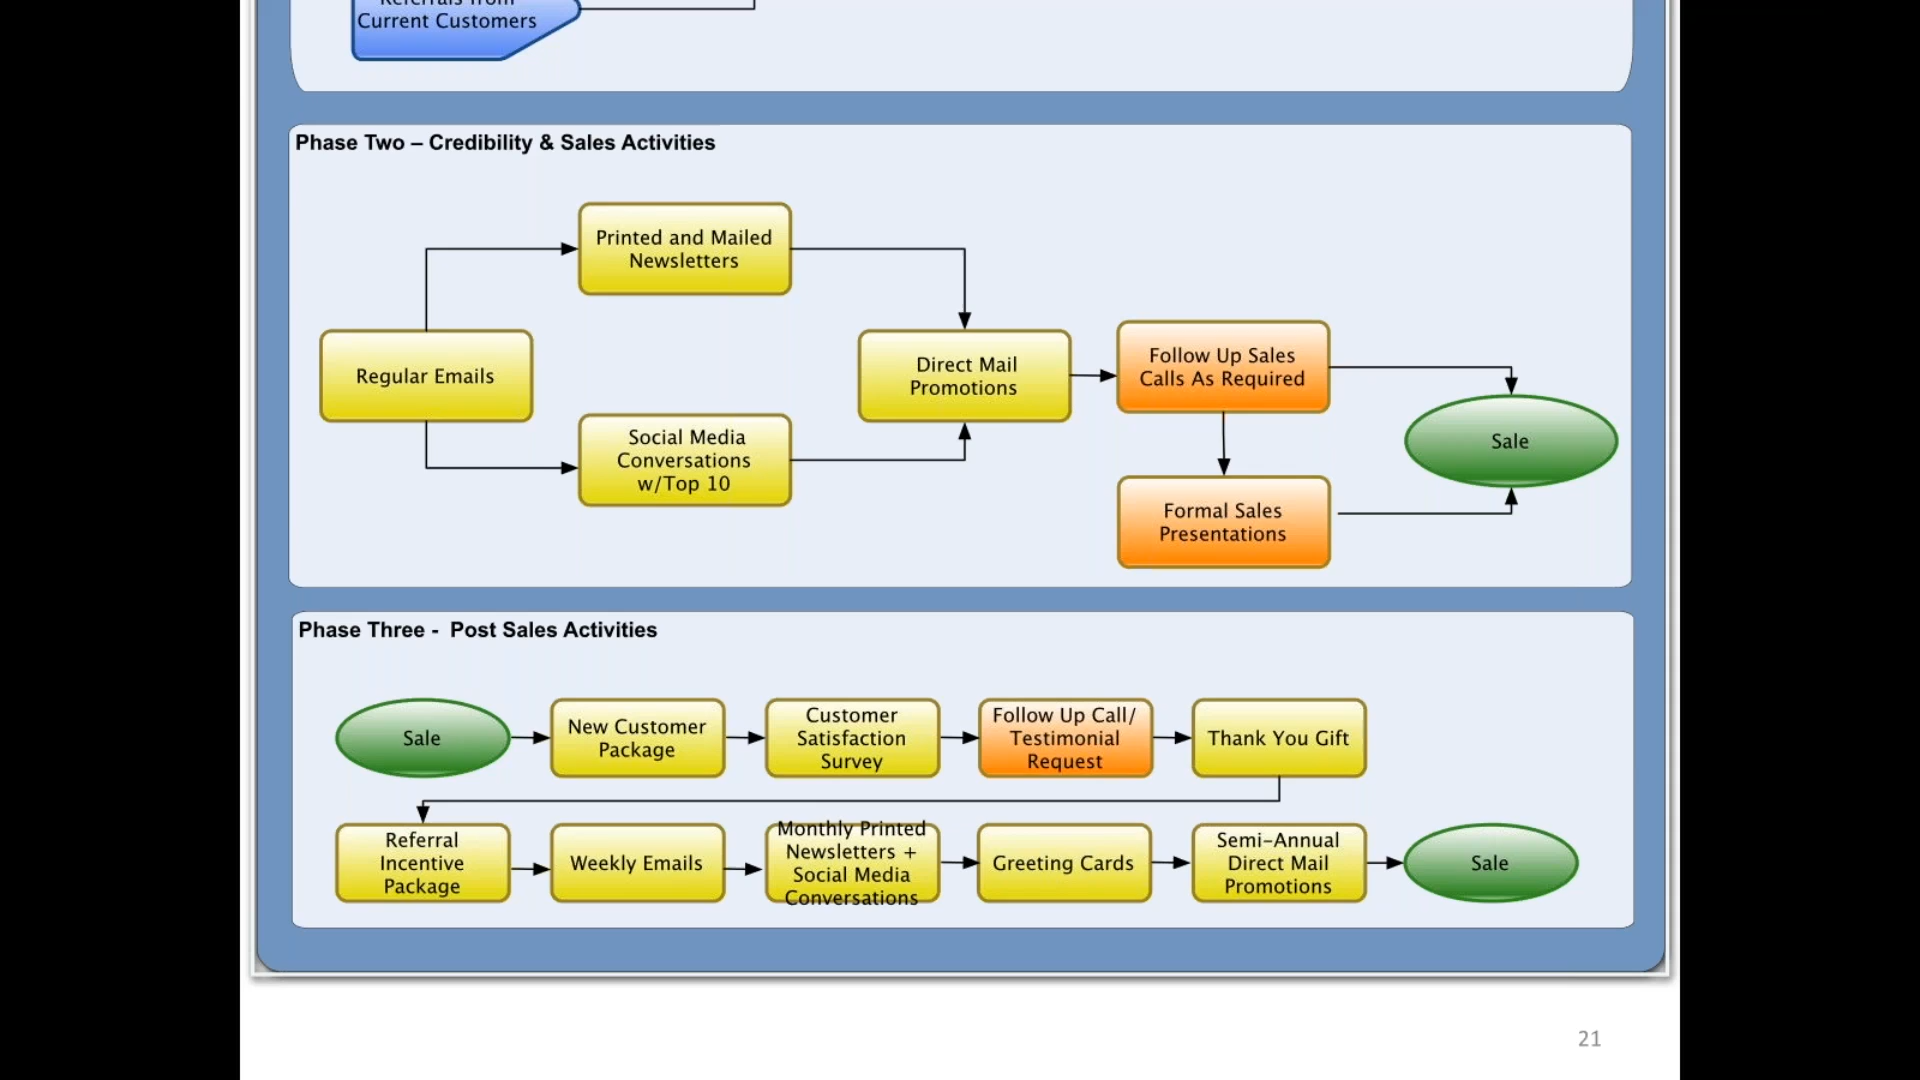 Referrals from
Current Customers
Phase Two – Credibility & Sales Activities
Printed and Mailed
Newsletters
Regular Emails
Direct Mail
Promotions
Follow Up Sales
Calls As Required
Social Media
Conversations
w/Top 10
Sale
Formal Sales
Presentations
Phase Three -  Post Sales Activities
Sale
New Customer
Package
Customer
Satisfaction
Survey
Follow Up Call/
Testimonial
Request
Thank You Gift
Referral
Incentive
Package
Weekly Emails
Monthly Printed
Newsletters +
Social Media
Conversations
Greeting Cards
Semi-Annual
Direct Mail
Promotions
Sale
21